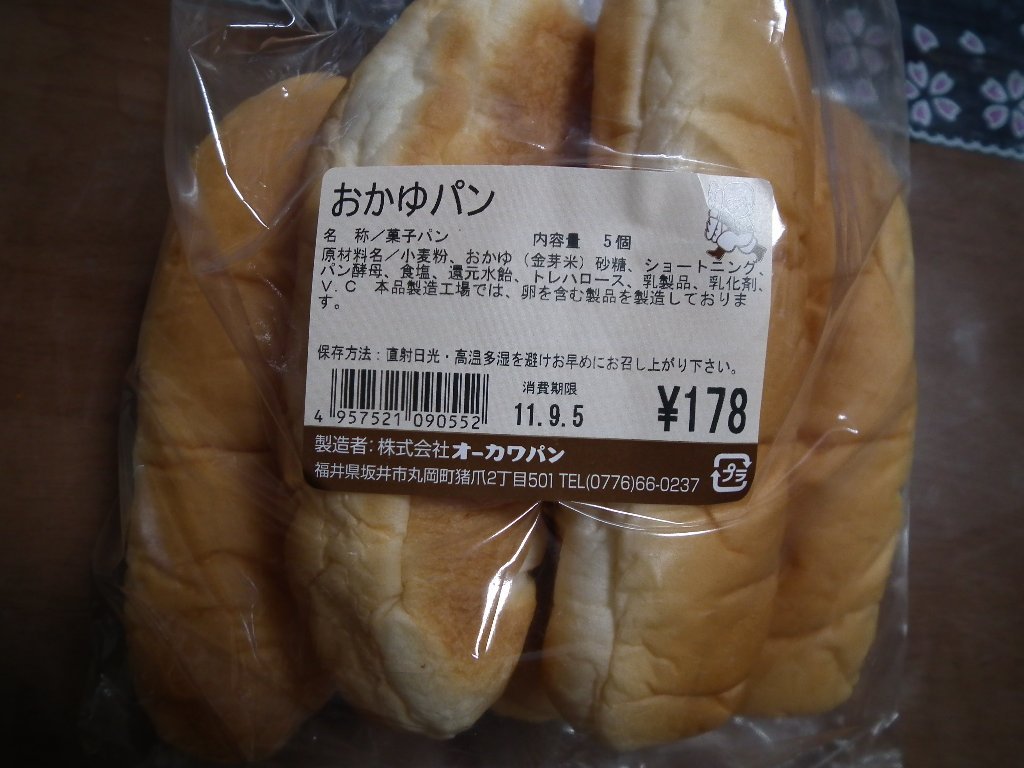 おかゆパン
名 称／菓子パン 内容量 5個
原材料名／小麦粉、おかゆ（金芽米）砂糖、ショートニング、
パン酵母、食塩、還元水飴、トレハロース、乳製品、乳化剤、
V.C 本品製造工場では、卵を含む製品を製造しておりま
す。
保存方法：直射日光・高温多湿を避けお早めにお召し上がり下さい。
消費期限
4 957521 090552 11.9.5 ¥178
製造者:株式会社オーカワパン
福井県坂井市丸岡町猪爪2丁目501 TEL(0776)66-0237
プラ